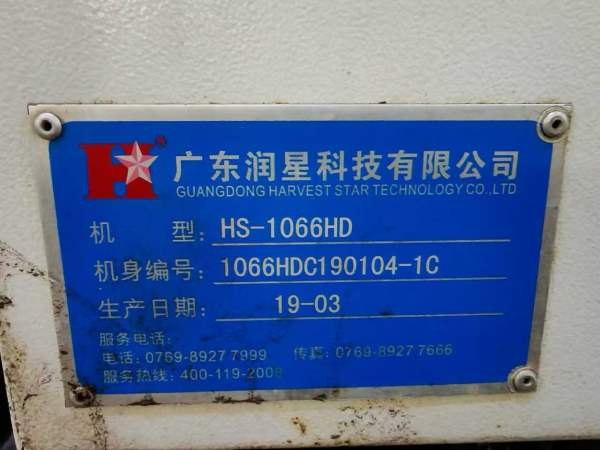 H ® 广东润星科技有限公司
GUANGDONG HARVEST STAR TECHNOLOGY CO.,LTD
机 型: HS-1066HD
机身编号: 1066HDC190104-1C
生产日期: 19-03
服务电话:
电话: 0769-8927 7999 传真: 0769-8927 7666
服务热线: 400-119-2008